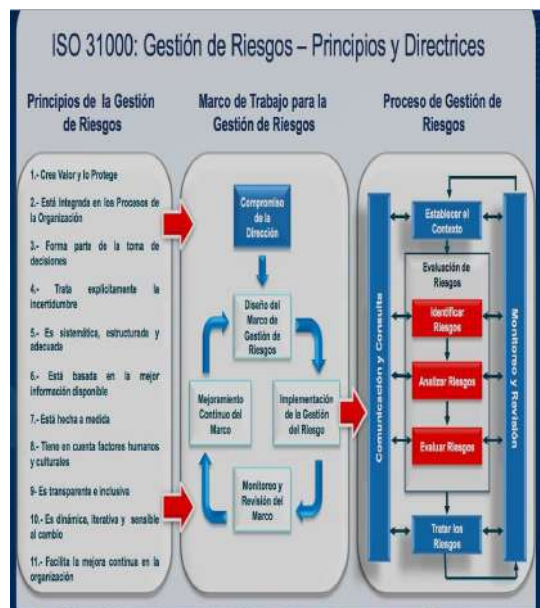 ISO 31000: Gestión de Riesgos – Principios y Directrices
Principios de la Gestión
de Riesgos
1.- Crea Valor y lo Protege
2.- Está Integrada en los Procesos de
la Organización
3.- Forma parte de la toma de
decisiones
4.- Trata explícitamente la
incertidumbre
5.- Es sistemática, estructurada y
adecuada
6.- Está basada en la mejor
información disponible
7.- Está hecha a medida
8.- Tiene en cuenta factores humanos
y culturales
9- Es transparente e inclusiva
10.- Es dinámica, iterativa y sensible
al cambio
11.- Facilita la mejora continua en la
organización
Marco de Trabajo para la
Gestión de Riesgos
Compromiso
de la
Dirección
Diseño del
Marco de
Gestión de
Riesgos
Mejoramiento
Continuo del
Marco
Implementación
de la Gestión
del Riesgo
Monitoreo y
Revisión del
Marco
Proceso de Gestión de
Riesgos
Comunicación y Consulta
Establecer el
Contexto
Evaluación de
Riesgos
Identificar
Riesgos
Analizar Riesgos
Evaluar Riesgos
Tratar los
Riesgos
Monitoreo y Revisión